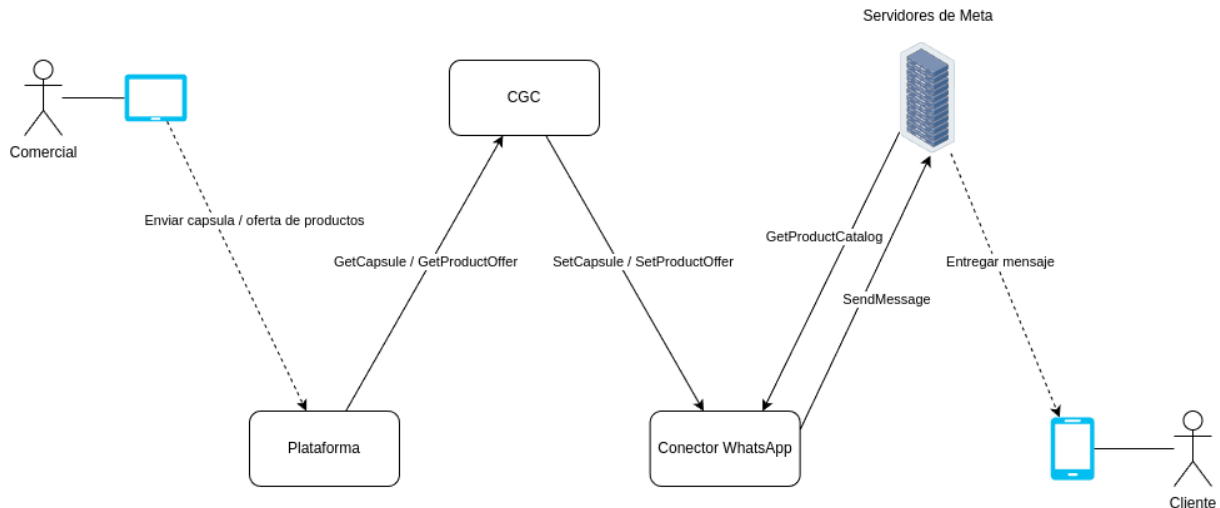 Servidores de Meta
CGC
Comercial
Enviar capsula / oferta de productos
GetProductCatalog
GetCapsule / GetProductOffer
SetCapsule / SetProductOffer
Entregar mensaje
SendMessage
Plataforma
Conector WhatsApp
Cliente